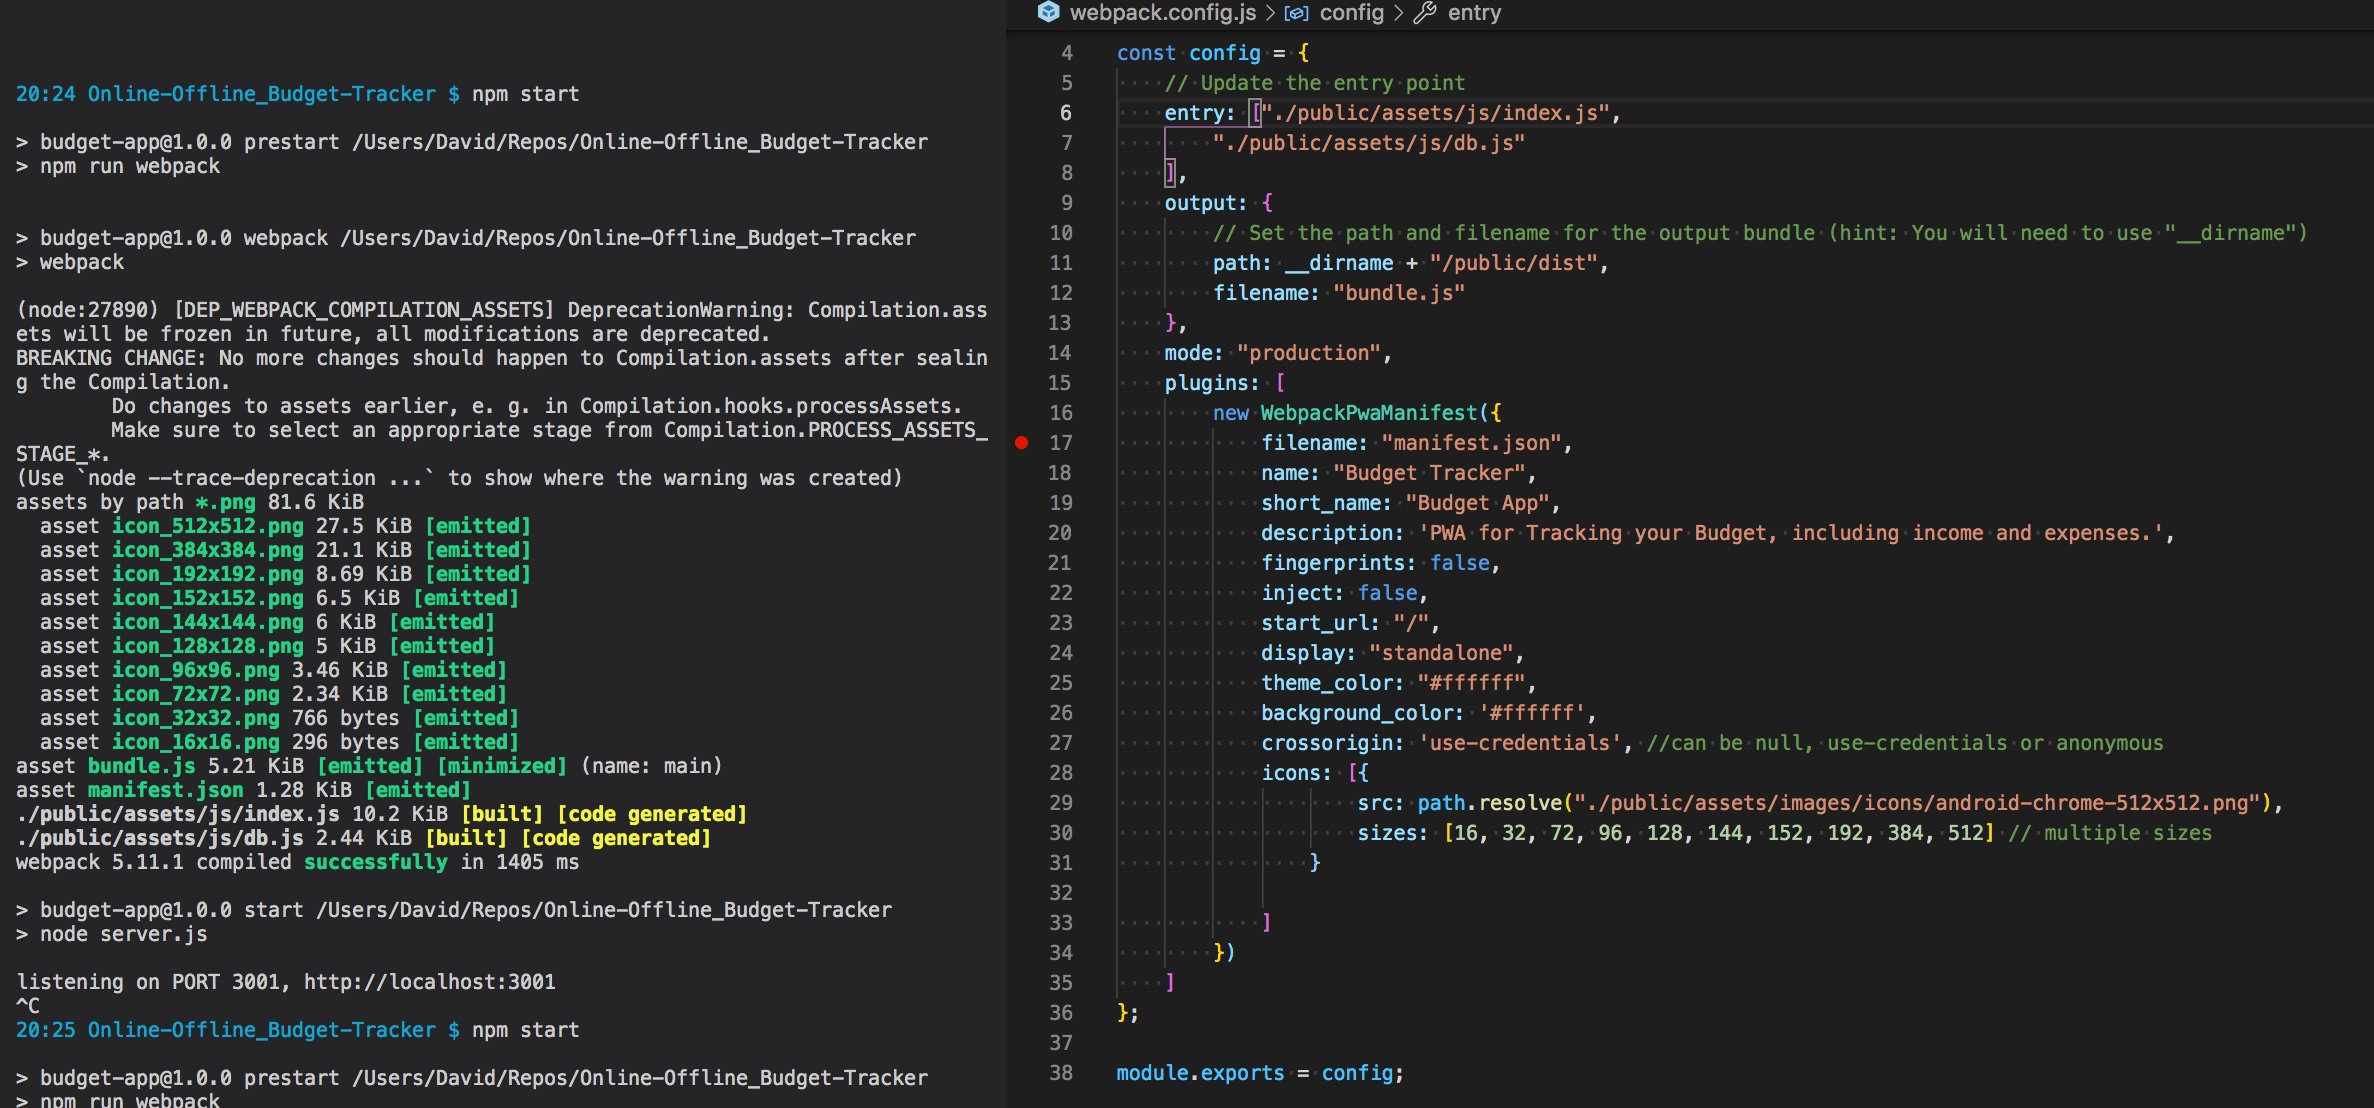 20:24 Online-Offline_Budget-Tracker $ npm start
> budget-app@1.0.0 prestart /Users/David/Repos/Online-Offline_Budget-Tracker
> npm run webpack
> budget-app@1.0.0 webpack /Users/David/Repos/Online-Offline_Budget-Tracker
> webpack
(node:27890) [DEP_WEBPACK_COMPILATION_ASSETS] DeprecationWarning: Compilation.ass
ets will be frozen in future, all modifications are deprecated.
BREAKING CHANGE: No more changes should happen to Compilation.assets after sealin
g the Compilation.
        Do changes to assets earlier, e. g. in Compilation.hooks.processAssets.
        Make sure to select an appropriate stage from Compilation.PROCESS_ASSETS_
STAGE_*.
(Use `node --trace-deprecation ...` to show where the warning was created)
assets by path *.png 81.6 KiB
  asset icon_512x512.png 27.5 KiB [emitted]
  asset icon_384x384.png 21.1 KiB [emitted]
  asset icon_192x192.png 8.69 KiB [emitted]
  asset icon_152x152.png 6.5 KiB [emitted]
  asset icon_144x144.png 6 KiB [emitted]
  asset icon_128x128.png 5 KiB [emitted]
  asset icon_96x96.png 3.46 KiB [emitted]
  asset icon_72x72.png 2.34 KiB [emitted]
  asset icon_32x32.png 766 bytes [emitted]
  asset icon_16x16.png 296 bytes [emitted]
asset bundle.js 5.21 KiB [emitted] [minimized] (name: main)
asset manifest.json 1.28 KiB [emitted]
./public/assets/js/index.js 10.2 KiB [built] [code generated]
./public/assets/js/db.js 2.44 KiB [built] [code generated]
webpack 5.11.1 compiled successfully in 1405 ms
> budget-app@1.0.0 start /Users/David/Repos/Online-Offline_Budget-Tracker
> node server.js
listening on PORT 3001, http://localhost:3001
^C
20:25 Online-Offline_Budget-Tracker $ npm start
> budget-app@1.0.0 prestart /Users/David/Repos/Online-Offline_Budget-Tracker
> npm run webpack
webpack.config.js > config > entry
4 const config = {
5     // Update the entry point
6     entry: ["./public/assets/js/index.js",
7         "./public/assets/js/db.js"
8     ],
9     output: {
10         // Set the path and filename for the output bundle (hint: You will need to use "__dirname")
11         path: __dirname + "/public/dist",
12         filename: "bundle.js"
13     },
14     mode: "production",
15     plugins: [
16         new WebpackPwaManifest({
17             filename: "manifest.json",
18             name: "Budget Tracker",
19             short_name: "Budget App",
20             description: 'PWA for Tracking your Budget, including income and expenses.',
21             fingerprints: false,
22             inject: false,
23             start_url: "/",
24             display: "standalone",
25             theme_color: "#ffffff",
26             background_color: '#ffffff',
27             crossorigin: 'use-credentials', //can be null, use-credentials or anonymous
28             icons: [{
29                     src: path.resolve("./public/assets/images/icons/android-chrome-512x512.png"),
30                     sizes: [16, 32, 72, 96, 128, 144, 152, 192, 384, 512] // multiple sizes
31                 }
32
33             ]
34         })
35     ]
36 };
37
38 module.exports = config;